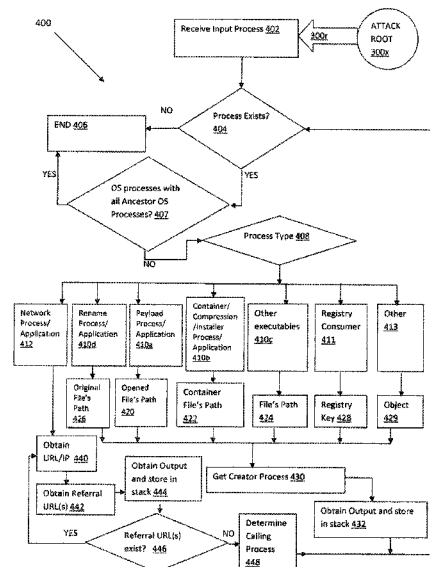 400
Receive Input Process 402
300r
ATTACK
ROOT
300x
NO
Process Exists?
404
END 406
YES
YES
OS processes with
all Ancestor OS
Processes? 407
NO
Process Type 408
Network
Process/
Application
412
Rename
Process/
Application
410d
Payload
Process/
Application
410a
Container/
Compression
/Installer
Process/
Application
410b
Other
executables
410c
Registry
Consumer
411
Other
413
Original
File's
Path
426
Opened
File's Path
420
Container
File's Path
422
File's Path
424
Registry
Key 428
Object
429
Obtain
URL/IP 440
Obtain Referral
URL(s) 442
Obtain Output
and store in
stack 444
Get Creator Process 430
Obtain Output and store
in stack 432
YES
Referral URL(s)
exist? 446
NO
Determine
Calling
Process
448